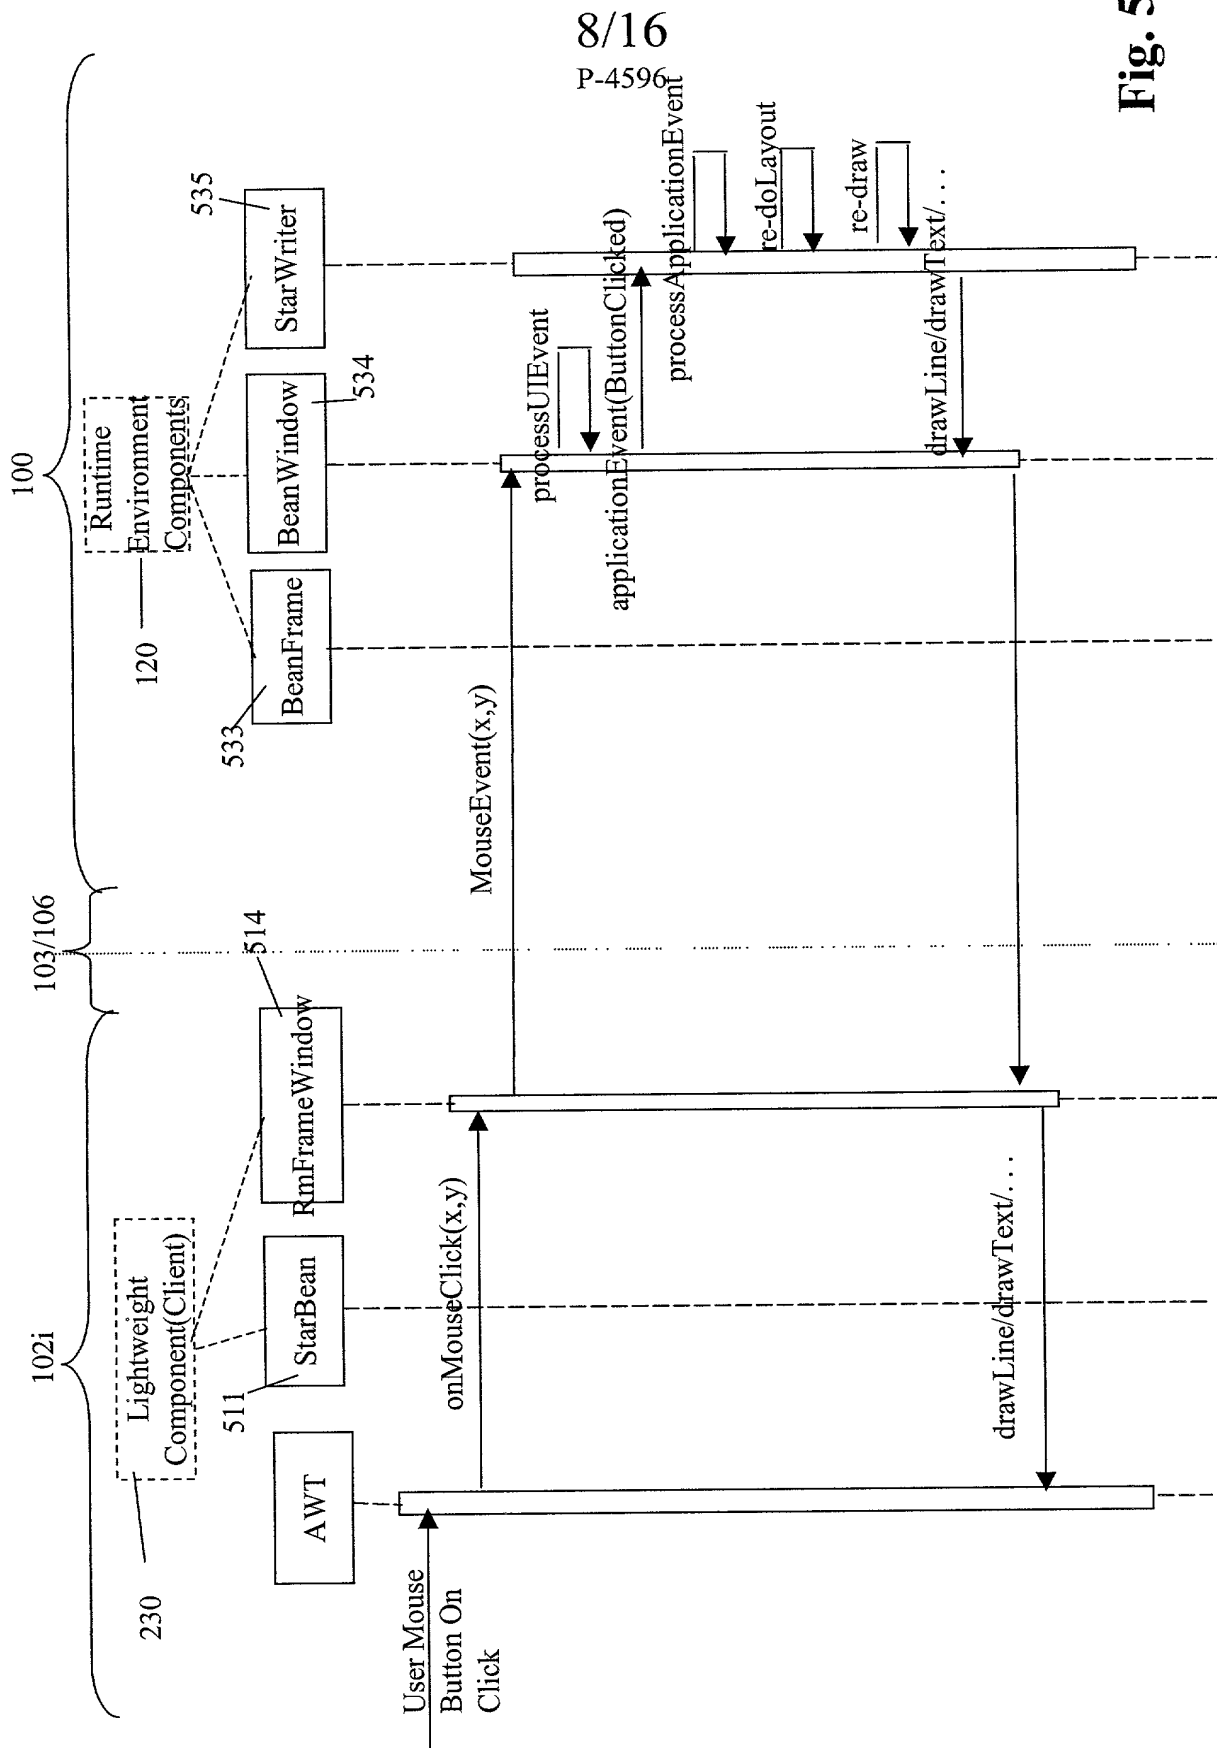 8/16
P-4596
Fig. 5
102i
103/106
100
230
Lightweight
Component(Client)
120
Runtime
Environment
Components
AWT
511
StarBean
514
RmFrameWindow
533
BeanFrame
534
BeanWindow
535
StarWriter
User Mouse
Button On
Click
onMouseClick(x,y)
MouseEvent(x,y)
processUIEvent
applicationEvent(ButtonClicked)
processApplicationEvent
re-doLayout
re-draw
drawLine/drawText/...
drawLine/drawText/...